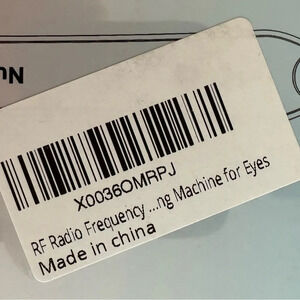 X0036OMRPJ
RF Radio Frequency ...ng Machine for Eyes
Made in china